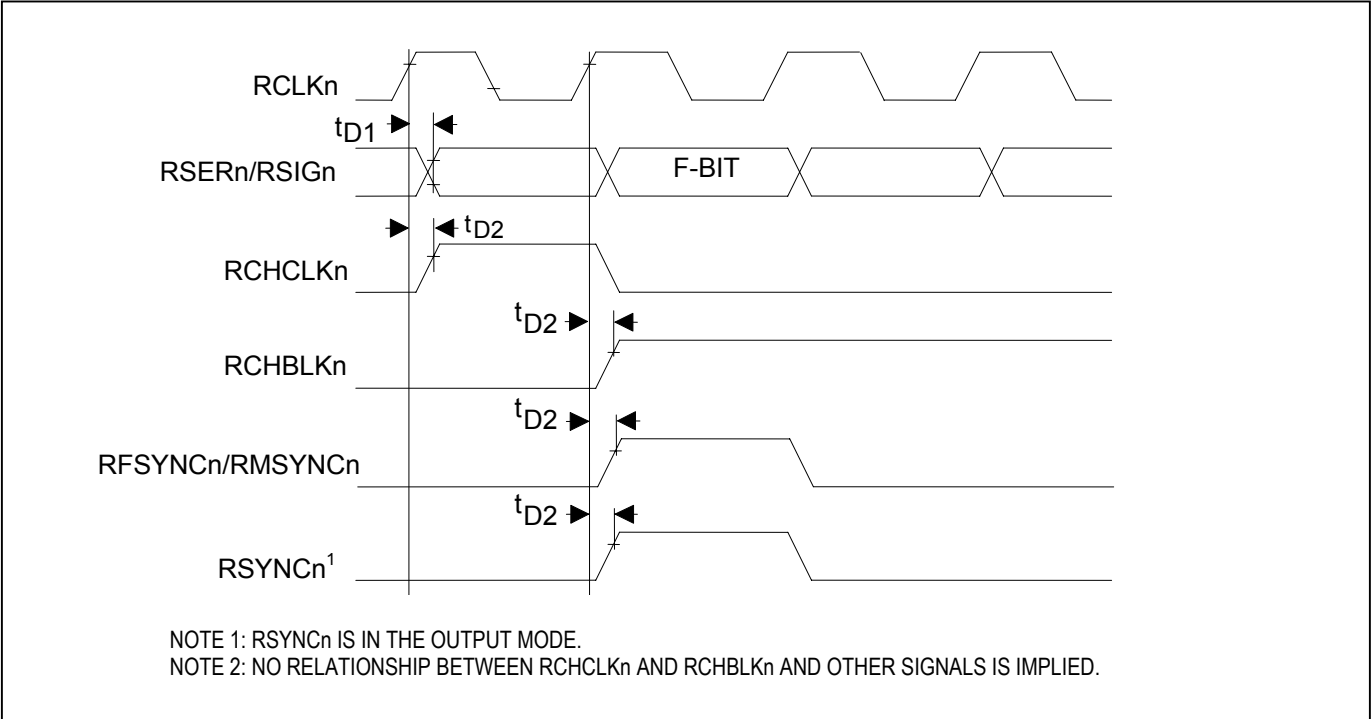 RCLKn
tD1
RSERn/RSIGn
F-BIT
tD2
RCHCLKn
tD2
RCHBLKn
tD2
RFSYNCn/RMSYNCn
tD2
RSYNCn1
NOTE 1: RSYNCn IS IN THE OUTPUT MODE.
NOTE 2: NO RELATIONSHIP BETWEEN RCHCLKn AND RCHBLKn AND OTHER SIGNALS IS IMPLIED.